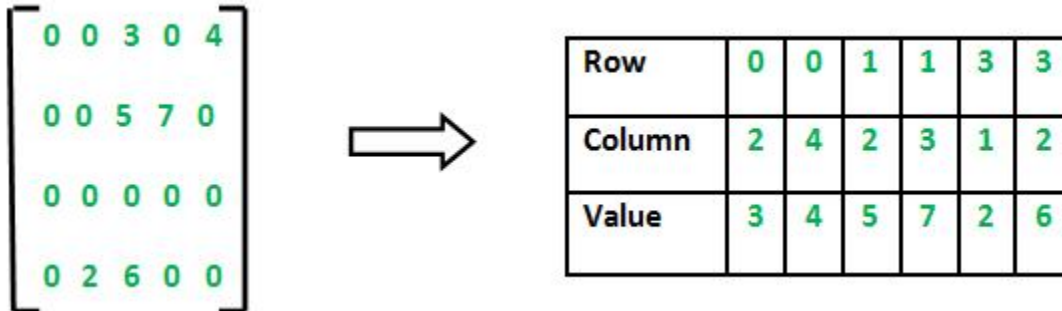 0 0 3 0 4
0 0 5 7 0
0 0 0 0 0
0 2 6 0 0
Row 0 0 1 1 3 3
Column 2 4 2 3 1 2
Value 3 4 5 7 2 6